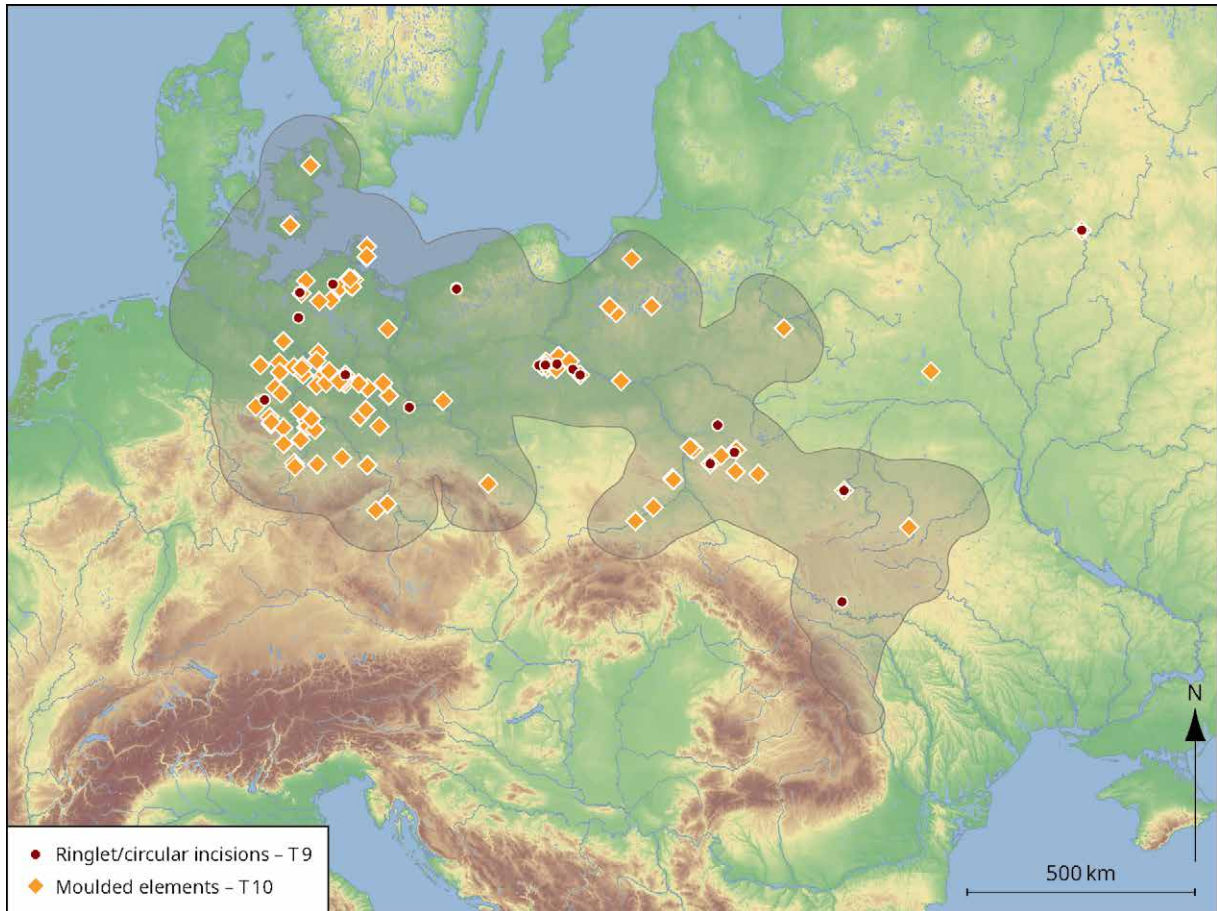 N
500 km
Ringlet/circular incisions – T9
Moulded elements – T10